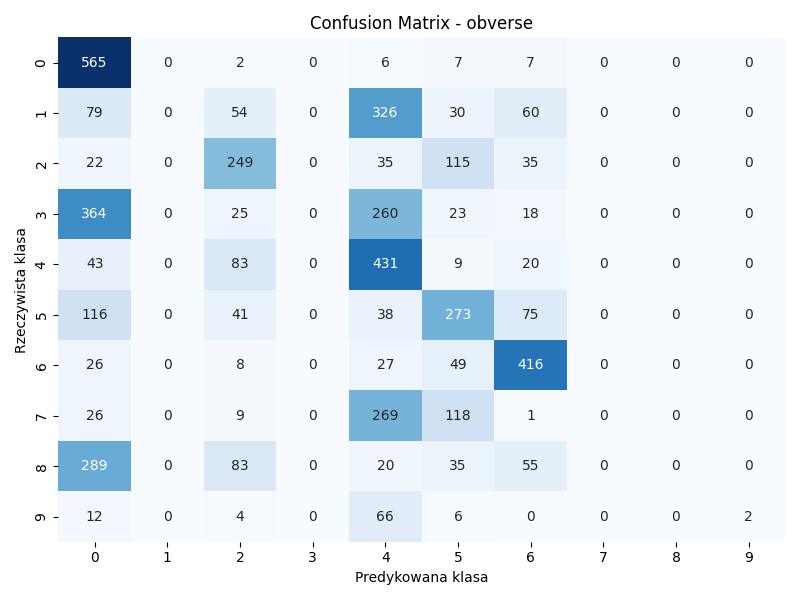 Confusion Matrix - obverse
Rzeczywista klasa
0 565 0 2 0 6 7 7 0 0 0
1 79 0 54 0 326 30 60 0 0 0
2 22 0 249 0 35 115 35 0 0 0
3 364 0 25 0 260 23 18 0 0 0
4 43 0 83 0 431 9 20 0 0 0
5 116 0 41 0 38 273 75 0 0 0
6 26 0 8 0 27 49 416 0 0 0
7 26 0 9 0 269 118 1 0 0 0
8 289 0 83 0 20 35 55 0 0 0
9 12 0 4 0 66 6 0 0 0 2
0 1 2 3 4 5 6 7 8 9
Predykowana klasa